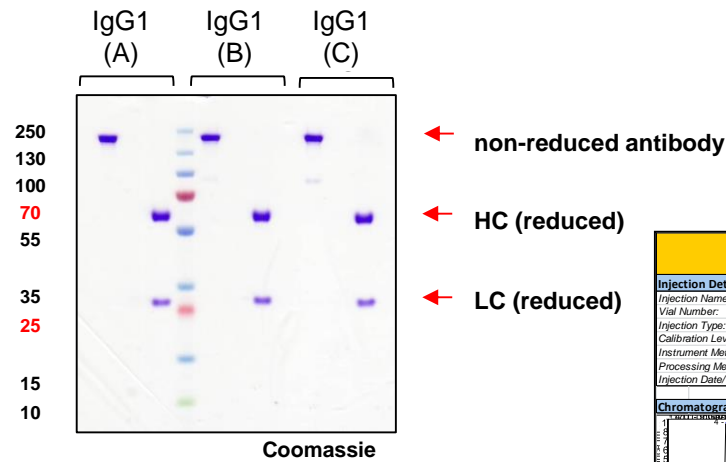 IgG1 IgG1 IgG1
(A) (B) (C)
250
130
100
70
55
35
25
15
10
non-reduced antibody
HC (reduced)
LC (reduced)
Coomassie
Injection Det
Injection Name
Vial Number:
Injection Type:
Calibration Lev
Instrument Me
Processing Me
Injection Date/
Chromatogra